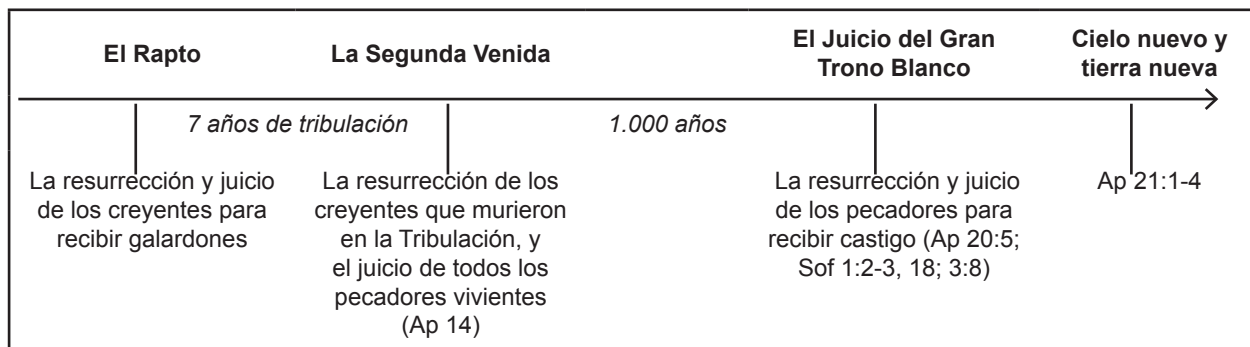 El Rapto
La Segunda Venida
El Juicio del Gran
Trono Blanco
Cielo nuevo y
tierra nueva
7 años de tribulación
1.000 años
La resurrección y juicio
de los creyentes para
recibir galardones
La resurrección de los
creyentes que murieron
en la Tribulación, y
el juicio de todos los
pecadores vivientes
(Ap 14)
La resurrección y juicio
de los pecadores para
recibir castigo (Ap 20:5;
Sof 1:2-3, 18; 3:8)
Ap 21:1-4